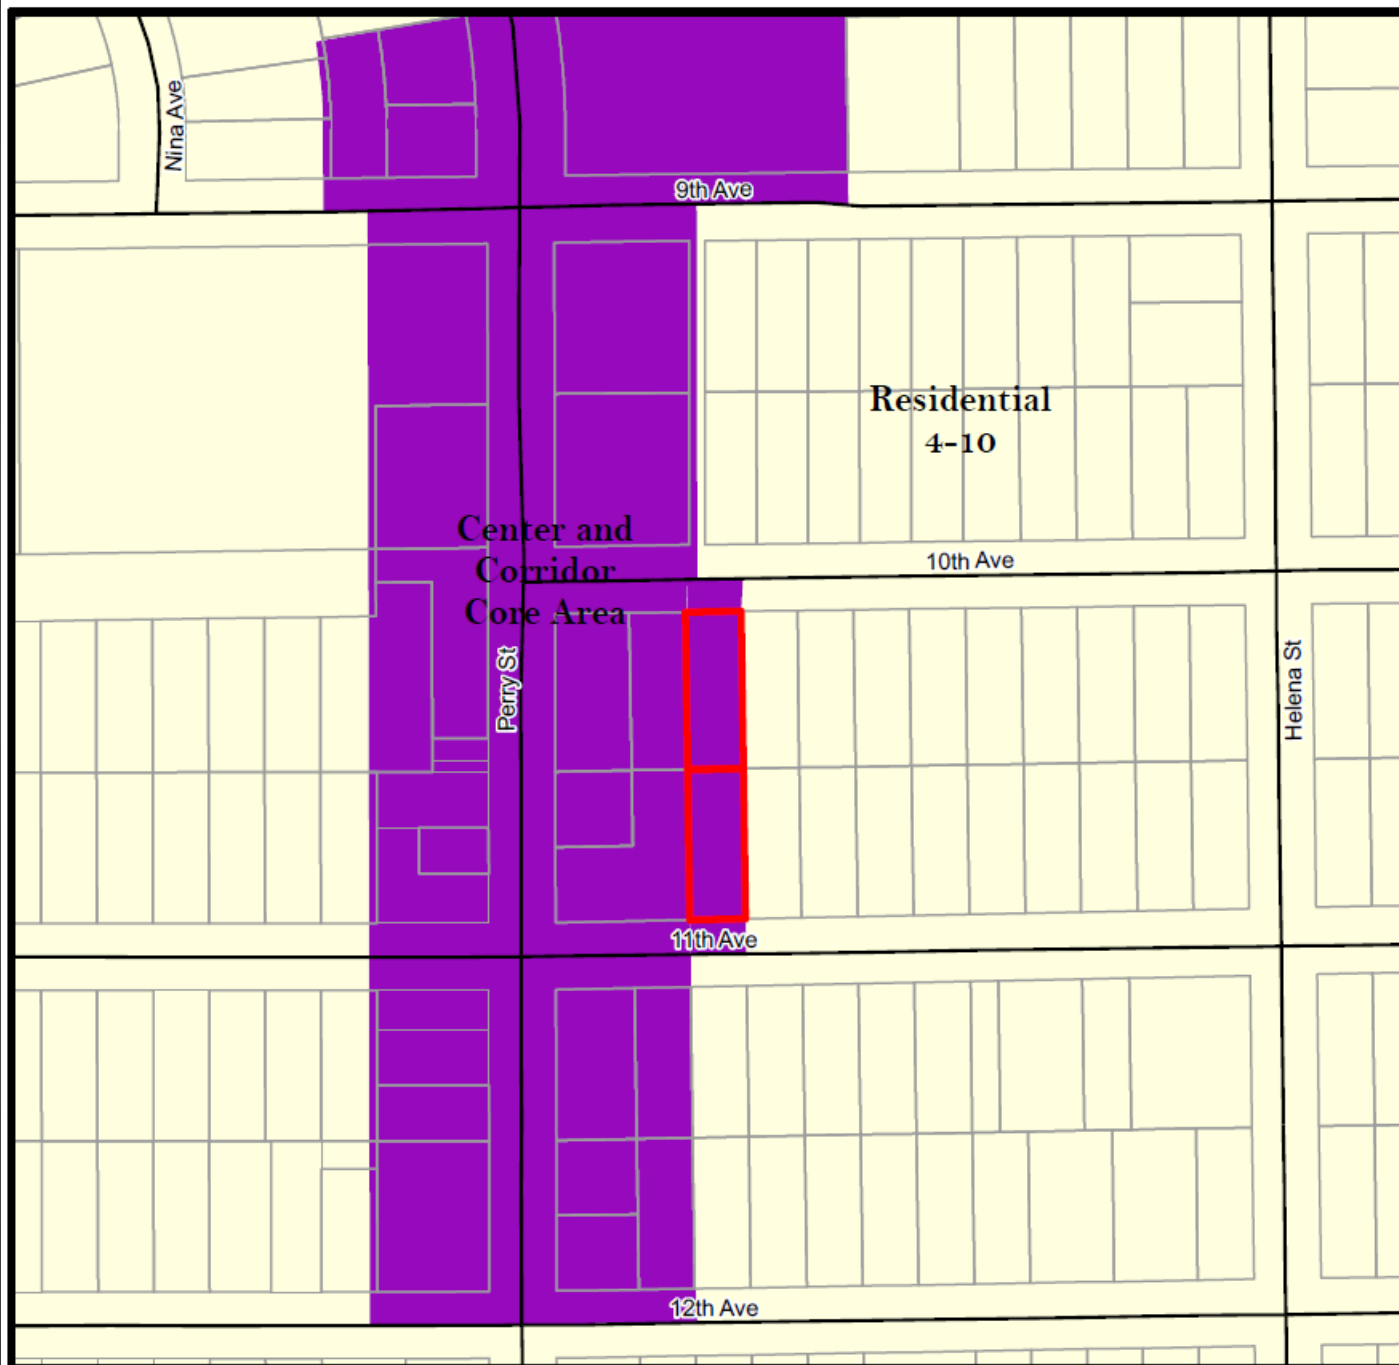 Nina Ave
9th Ave
Residential
4-10
Center and
Corridor
Core Area
10th Ave
Perry St
Helena St
11th Ave
12th Ave